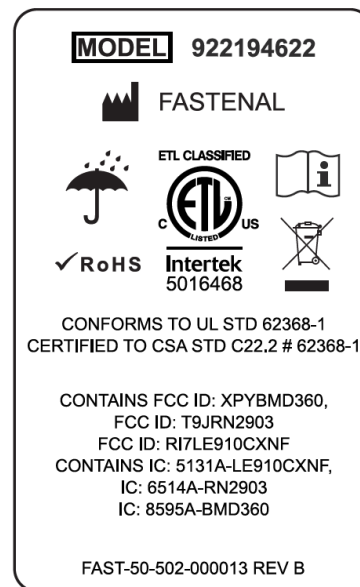 MODEL 922194622
FASTENAL
ETL CLASSIFIED
ETL CM
C US
LISTED
✓RoHS
Intertek
5016468
CONFORMS TO UL STD 62368-1
CERTIFIED TO CSA STD C22.2 # 62368-1
CONTAINS FCC ID: XPYBMD360,
FCC ID: T9JRN2903
FCC ID: RI7LE910CXNF
CONTAINS IC: 5131A-LE910CXNF,
IC: 6514A-RN2903
IC: 8595A-BMD360
FAST-50-502-000013 REV B